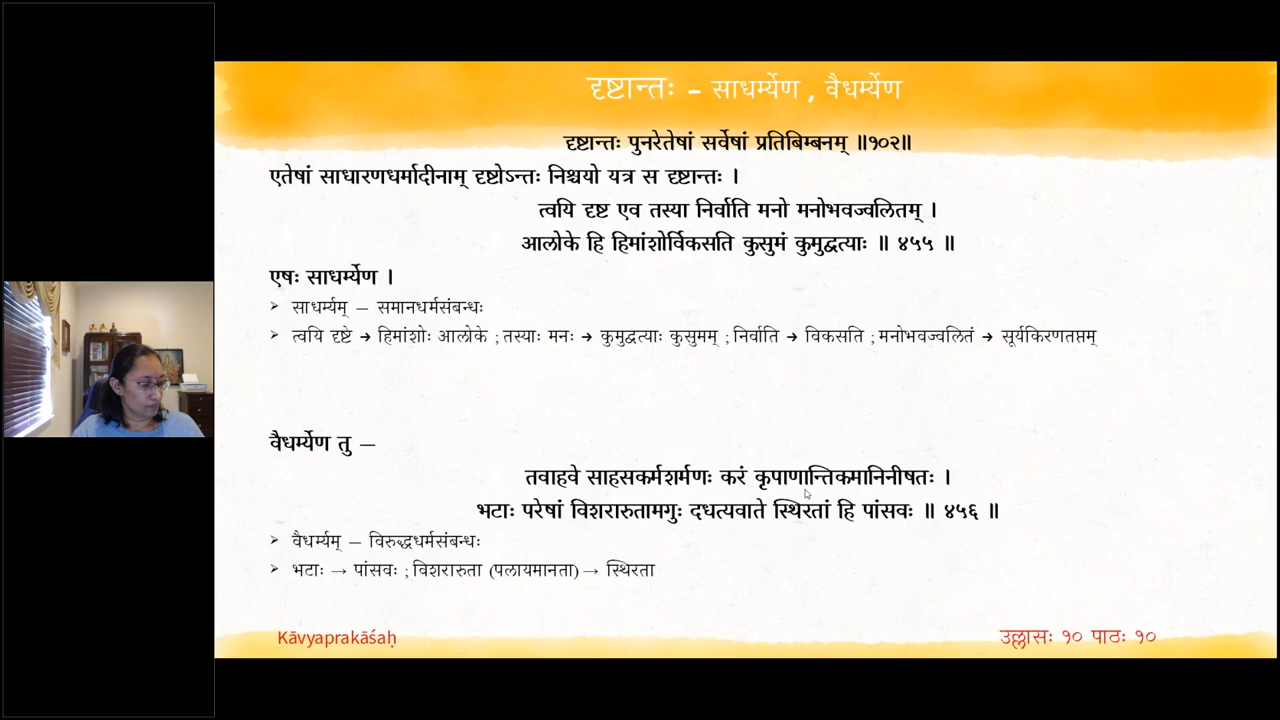 दृष्टान्तः – साधर्म्येण , वैधर्म्येण
दृष्टान्तः पुनरेतेषां सर्वेषां प्रतिबिम्बनम् ॥१०२॥
एतेषां साधारणधर्मादीनाम् दृष्टोऽन्तः निश्चयो यत्र स दृष्टान्तः ।
त्वयि दृष्ट एव तस्या निर्वाति मनो मनोभवज्वलितम् ।
आलोके हि हिमांशोर्विकसति कुसुमं कुमुद्वत्याः ॥ ४५५ ॥
एषः साधर्म्येण ।
➢ साधर्म्यम् – समानधर्मसंबन्धः
➢ त्वयि दृष्टे → हिमांशोः आलोके ; तस्याः मनः → कुमुद्वत्याः कुसुमम् ; निर्वाति → विकसति ; मनोभवज्वलितं → सूर्यकिरणतप्तम्
वैधर्म्येण तु –
तवाहवे साहसकर्मशर्मणः करं कृपाणान्तिकमानिनीषतः ।
भटाः परेषां विशरारुतामगुः दधत्यवाते स्थिरतां हि पांसवः ॥ ४५६ ॥
➢ वैधर्म्यम् – विरुद्धधर्मसंबन्धः
➢ भटाः → पांसवः ; विशरारुता (पलायमानता) → स्थिरता
Kāvyaprakāśaḥ
उल्लासः १० पाठः १०